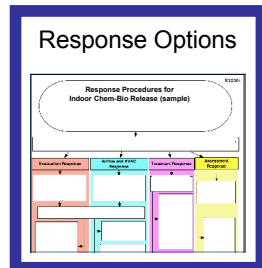 Response Options
Response Procedures for
Indoor Chem-Bio Release (sample)
Evacuation Response
Airflow and HVAC
Response
Treatment Response
Assessment
Response